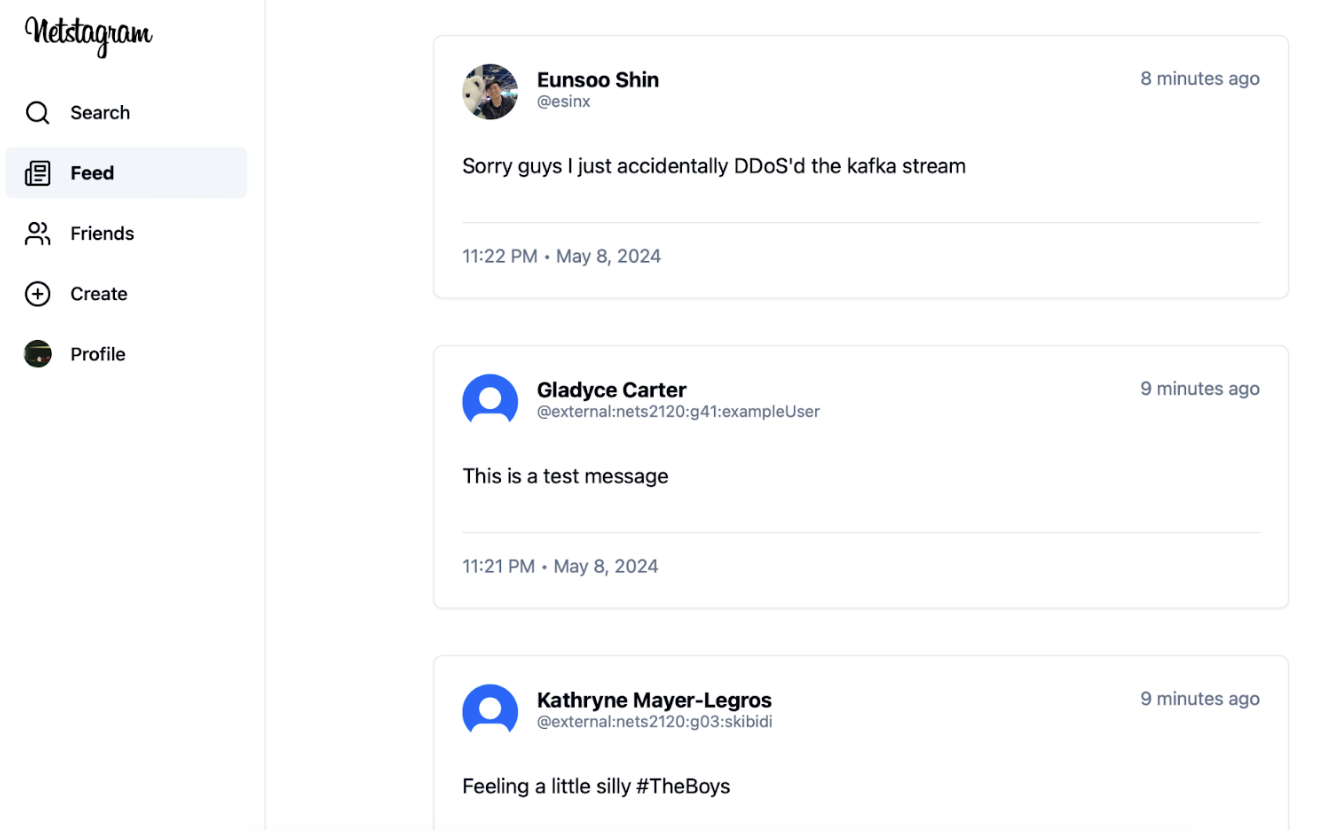 Netstagram
Search
Feed
Friends
Create
Profile
Eunsoo Shin
@esinx
8 minutes ago
Sorry guys I just accidentally DDoS'd the kafka stream
11:22 PM • May 8, 2024
Gladyce Carter
@external:nets2120:g41:exampleUser
9 minutes ago
This is a test message
11:21 PM • May 8, 2024
Kathryne Mayer-Legros
@external:nets2120:g03:skibidi
9 minutes ago
Feeling a little silly #TheBoys